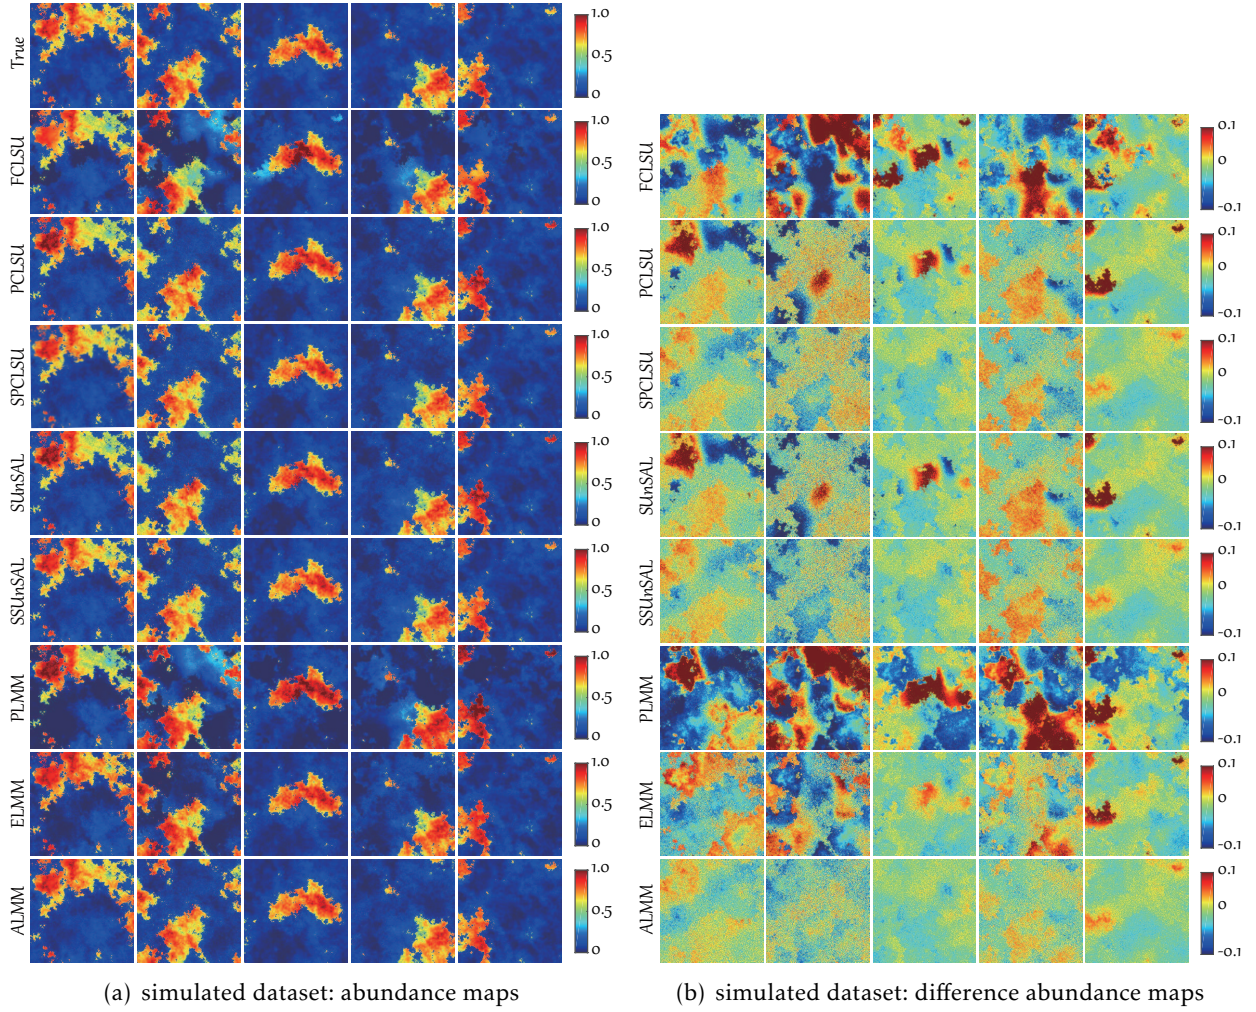 True
1.0
0.5
0
FCLSU
1.0
0.5
0
PCLSU
1.0
0.5
0
SPCLSU
1.0
0.5
0
SUnSAL
1.0
0.5
0
SSUnSAL
1.0
0.5
0
PLMM
1.0
0.5
0
ELMM
1.0
0.5
0
ALMM
1.0
0.5
0
(a) simulated dataset: abundance maps
FCLSU
0.1
0
-0.1
PCLSU
0.1
0
-0.1
SPCLSU
0.1
0
-0.1
SUnSAL
0.1
0
-0.1
SSUnSAL
0.1
0
-0.1
PLMM
0.1
0
-0.1
ELMM
0.1
0
-0.1
ALMM
0.1
0
-0.1
(b) simulated dataset: difference abundance maps